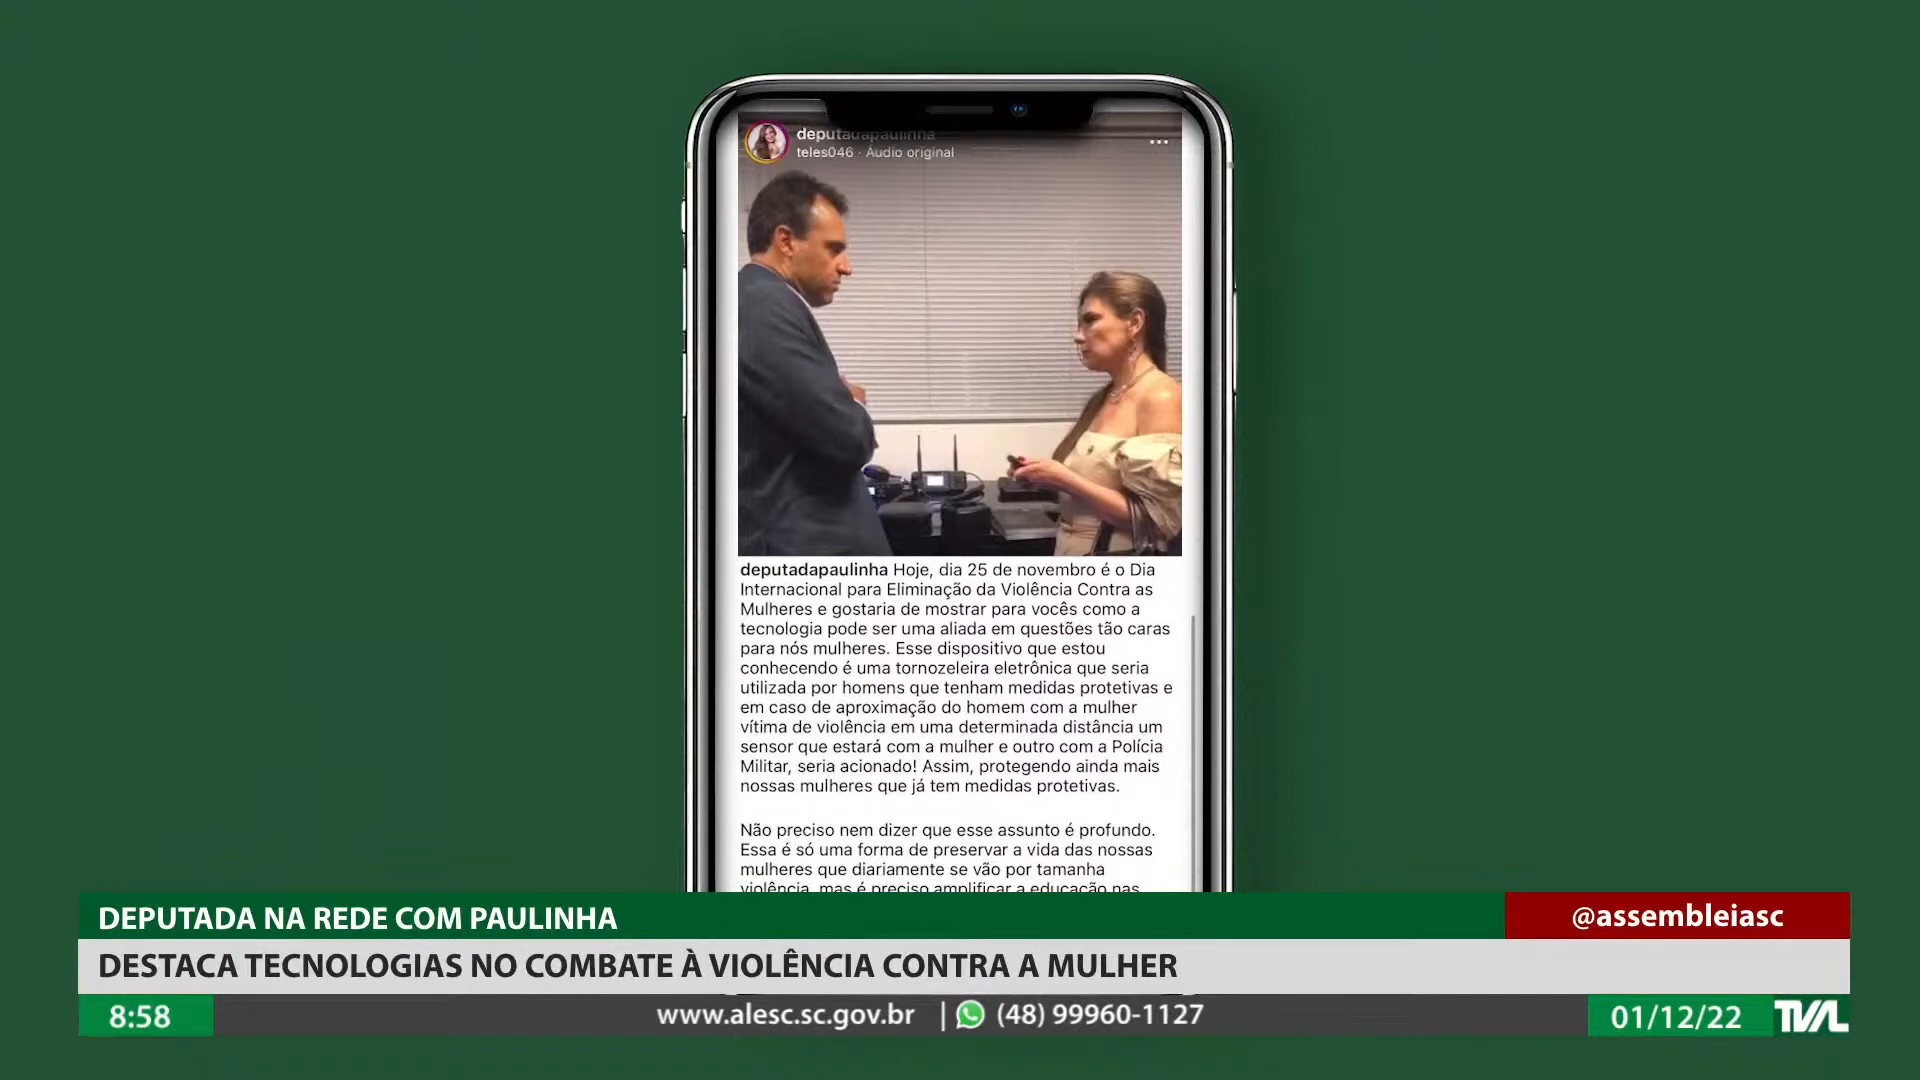 deputadapaulinha
teles046 · Áudio original
deputadapaulinha Hoje, dia 25 de novembro é o Dia
Internacional para Eliminação da Violência Contra as
Mulheres e gostaria de mostrar para vocês como a
tecnologia pode ser uma aliada em questões tão caras
para nós mulheres. Esse dispositivo que estou
conhecendo é uma tornozeleira eletrônica que seria
utilizada por homens que tenham medidas protetivas e
em caso de aproximação do homem com a mulher
vítima de violência em uma determinada distância um
sensor que estará com a mulher e outro com a Polícia
Militar, seria acionado! Assim, protegendo ainda mais
nossas mulheres que já tem medidas protetivas.
Não preciso nem dizer que esse assunto é profundo.
Essa é só uma forma de preservar a vida das nossas
mulheres que diariamente se vão por tamanha
violência, mas é preciso amplificar a educação nas
DEPUTADA NA REDE COM PAULINHA
@assembleiasc
DESTACA TECNOLOGIAS NO COMBATE À VIOLÊNCIA CONTRA A MULHER
8:58
www.alesc.sc.gov.br | (48) 99960-1127
01/12/22
TVAL